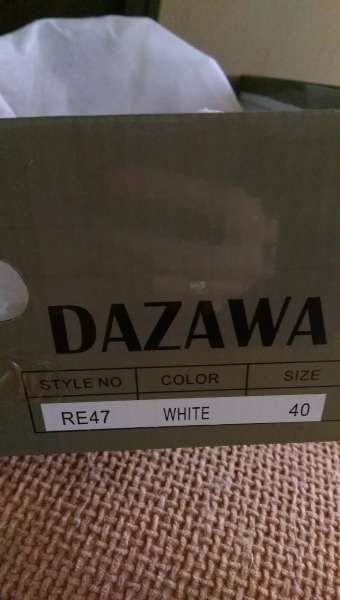 DAZAWA
STYLE NO COLOR SIZE
RE47 WHITE 40